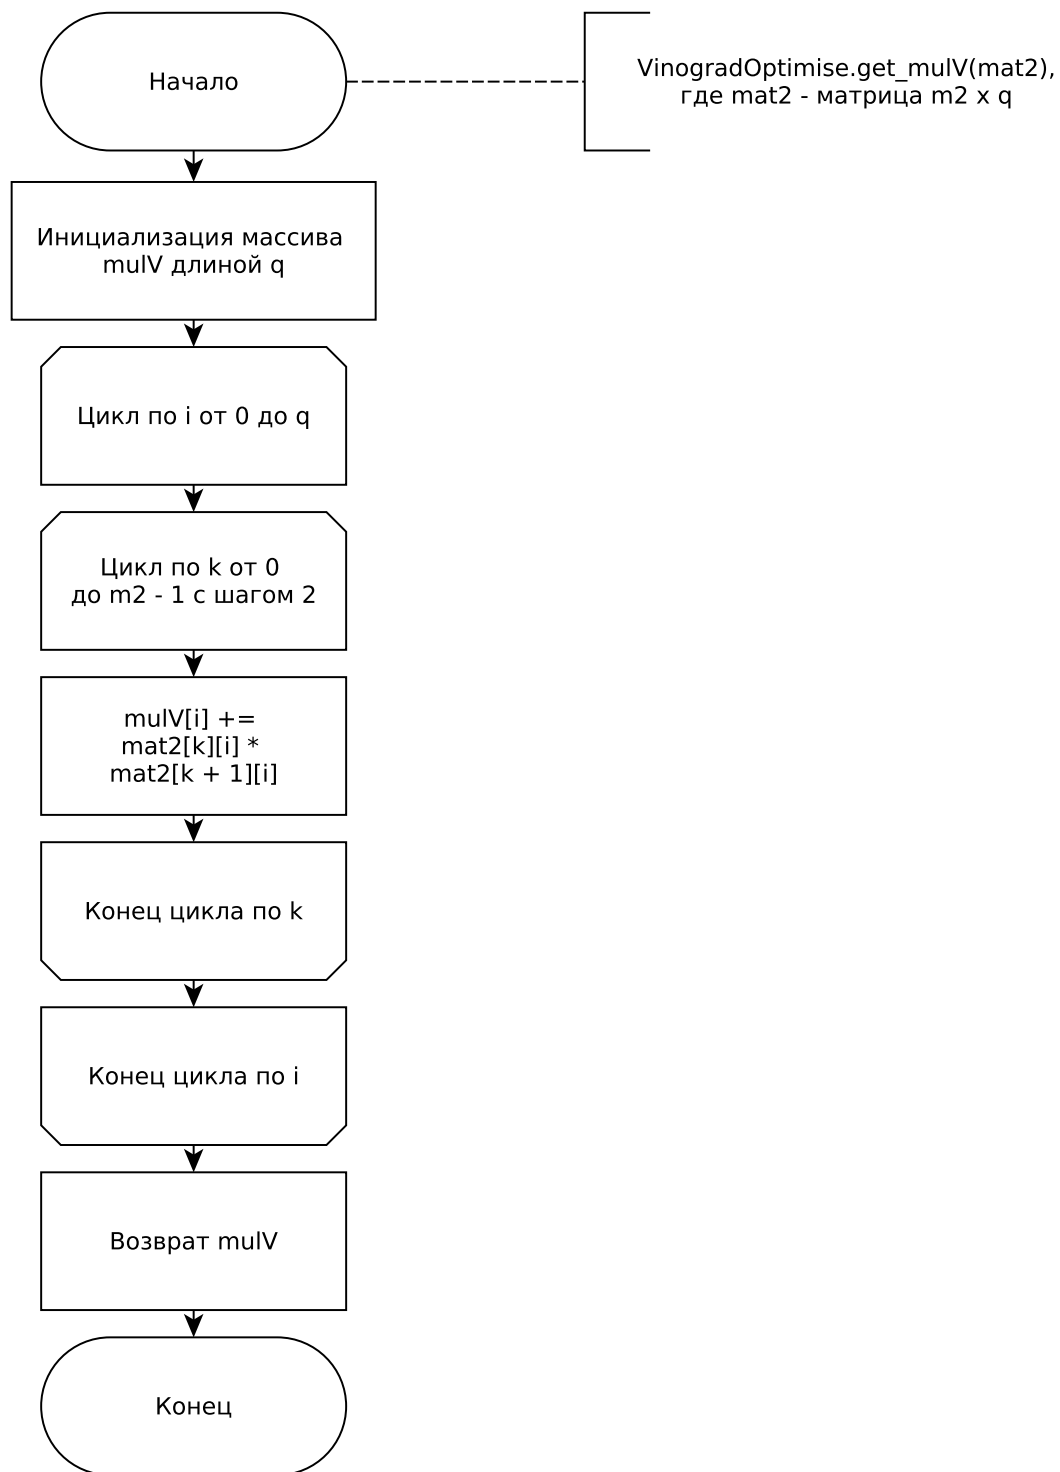 Начало
VinogradOptimise.get_mulV(mat2),
где mat2 - матрица m2 x q
Инициализация массива
mulV длиной q
Цикл по i от 0 до q
Цикл по k от 0
до m2 - 1 с шагом 2
mulV[i] +=
mat2[k][i] *
mat2[k + 1][i]
Конец цикла по k
Конец цикла по i
Возврат mulV
Конец